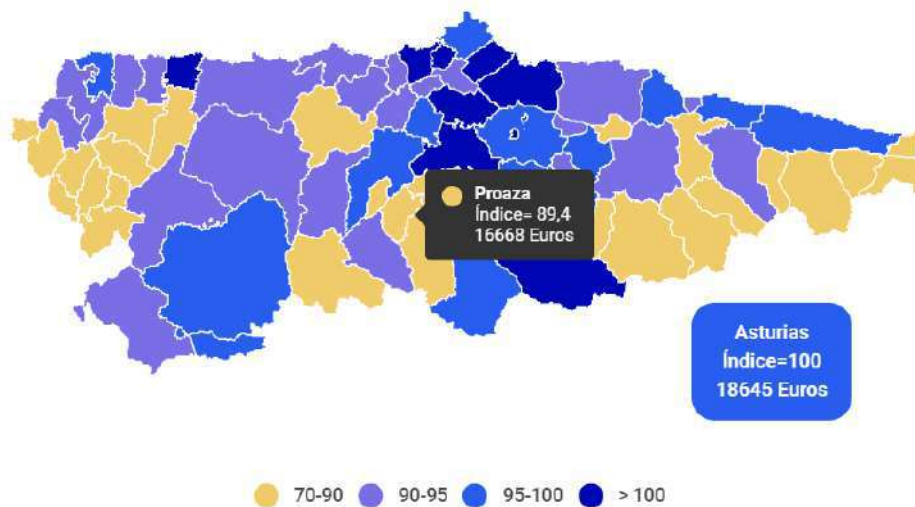 Proaza
Índice= 89,4
16668 Euros
Asturias
Índice=100
18645 Euros
70-90 90-95 95-100 > 100